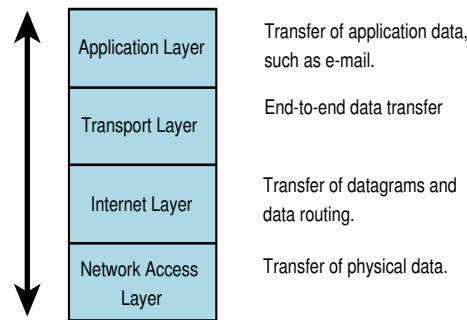 Application Layer
Transfer of application data,
such as e-mail.
Transport Layer
End-to-end data transfer
Internet Layer
Transfer of datagrams and
data routing.
Network Access
Layer
Transfer of physical data.